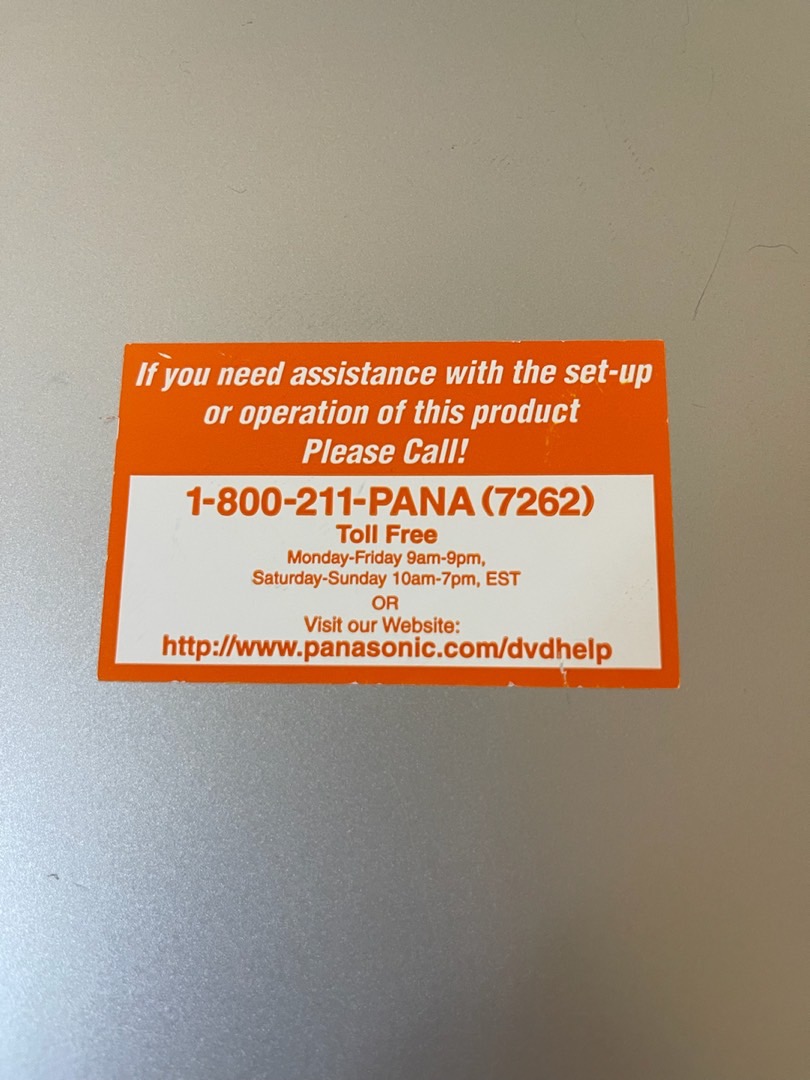 If you need assistance with the set-up
or operation of this product
Please Call!
1-800-211-PANA (7262)
Toll Free
Monday-Friday 9am-9pm,
Saturday-Sunday 10am-7pm, EST
OR
Visit our Website:
http://www.panasonic.com/dvdhelp